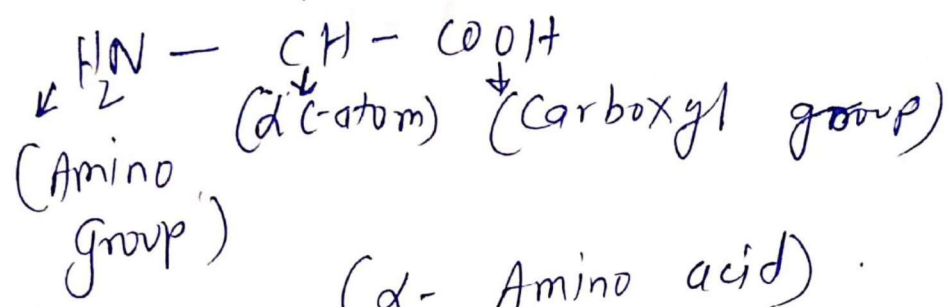 H₂N — CH - COOH
(α C-atom) (Carboxyl group)
(Amino
group)
(α- Amino acid).